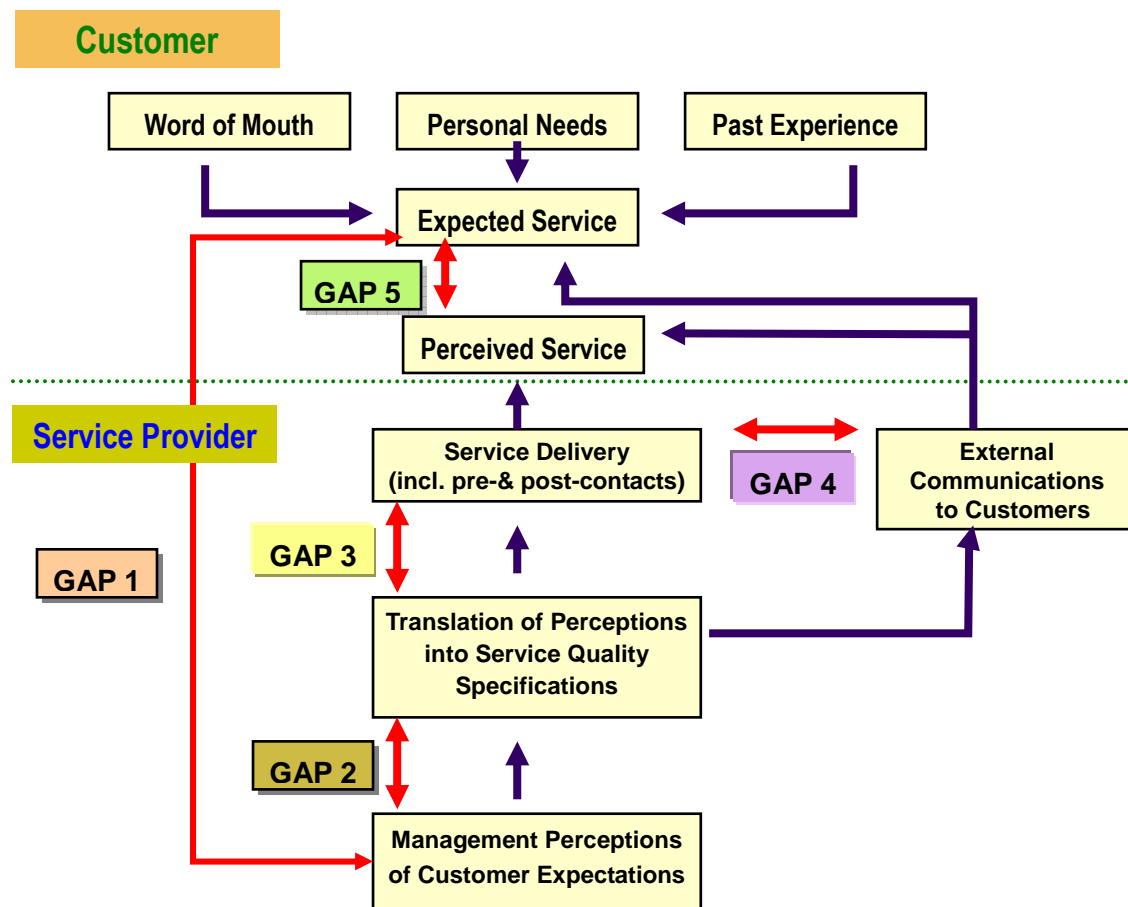 Customer
Word of Mouth
Personal Needs
Past Experience
Expected Service
GAP 5
Perceived Service
Service Provider
Service Delivery
(incl. pre-& post-contacts)
GAP 4
External
Communications
to Customers
GAP 3
GAP 1
Translation of Perceptions
into Service Quality
Specifications
GAP 2
Management Perceptions
of Customer Expectations